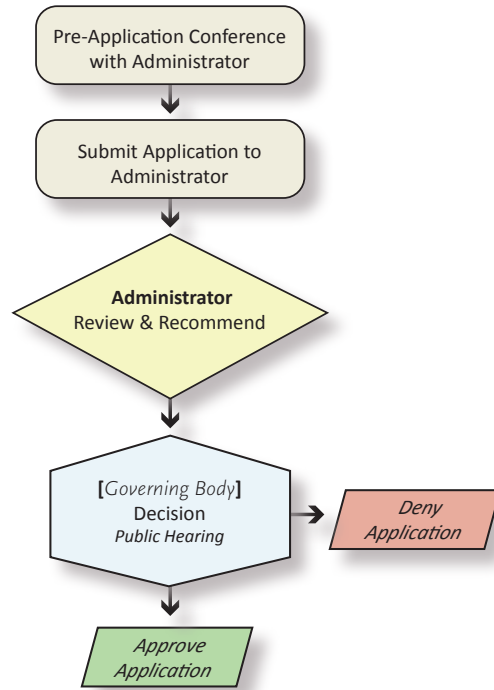 Pre-Application Conference
with Administrator
Submit Application to
Administrator
Administrator
Review & Recommend
[Governing Body]
Decision
Public Hearing
Deny
Application
Approve
Application